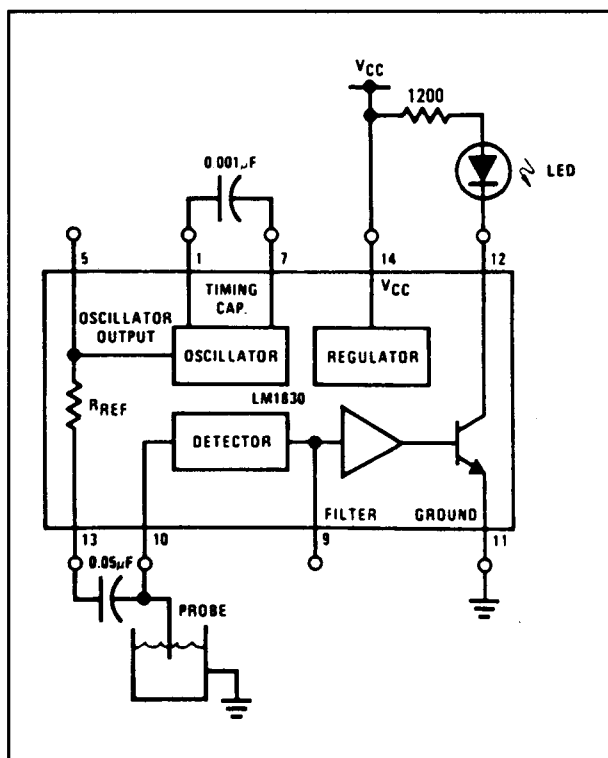 VCC
1200
0.001μF
LED
5
1
7
14
12
TIMING
CAP.
VCC
OSCILLATOR
OUTPUT
OSCILLATOR
REGULATOR
LM1830
RREF
DETECTOR
FILTER
GROUND
13
10
9
11
0.05μF
PROBE